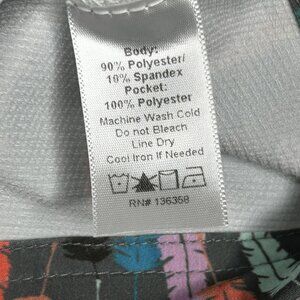 Body:
90% Polyester/
10% Spandex
Pocket:
100% Polyester
Machine Wash Cold
Do not Bleach
Line Dry
Cool Iron If Needed
RN# 136358